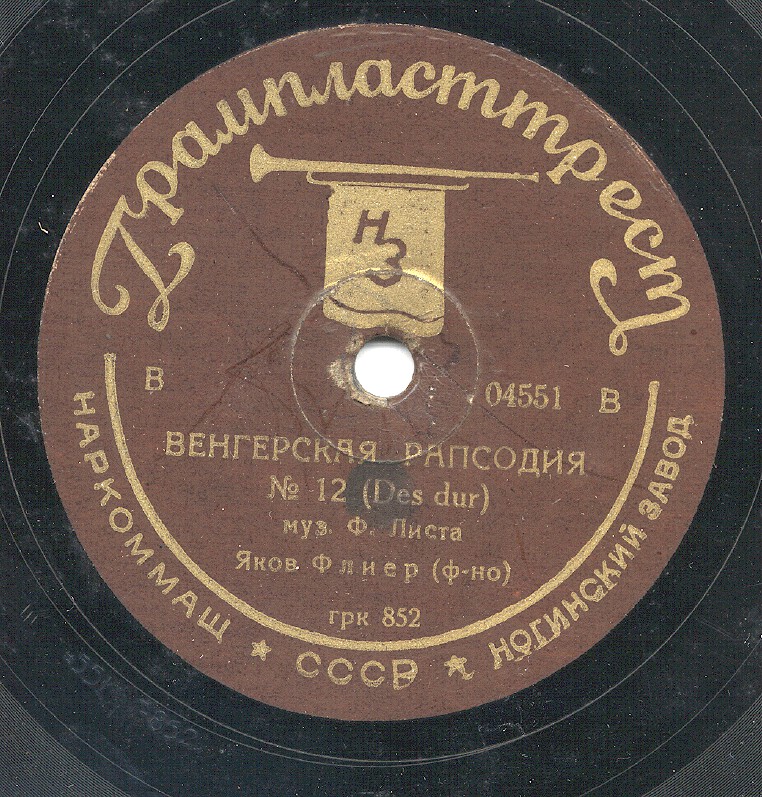 Грампласттрест
НЗ
В 04551 В
ВЕНГЕРСКАЯ РАПСОДИЯ
№ 12 (Des dur)
муз. Ф. Листа
Яков Флиер (ф-но)
грк 852
НАРКОММАШ ★ СССР ★ НОГИНСКИЙ ЗАВОД